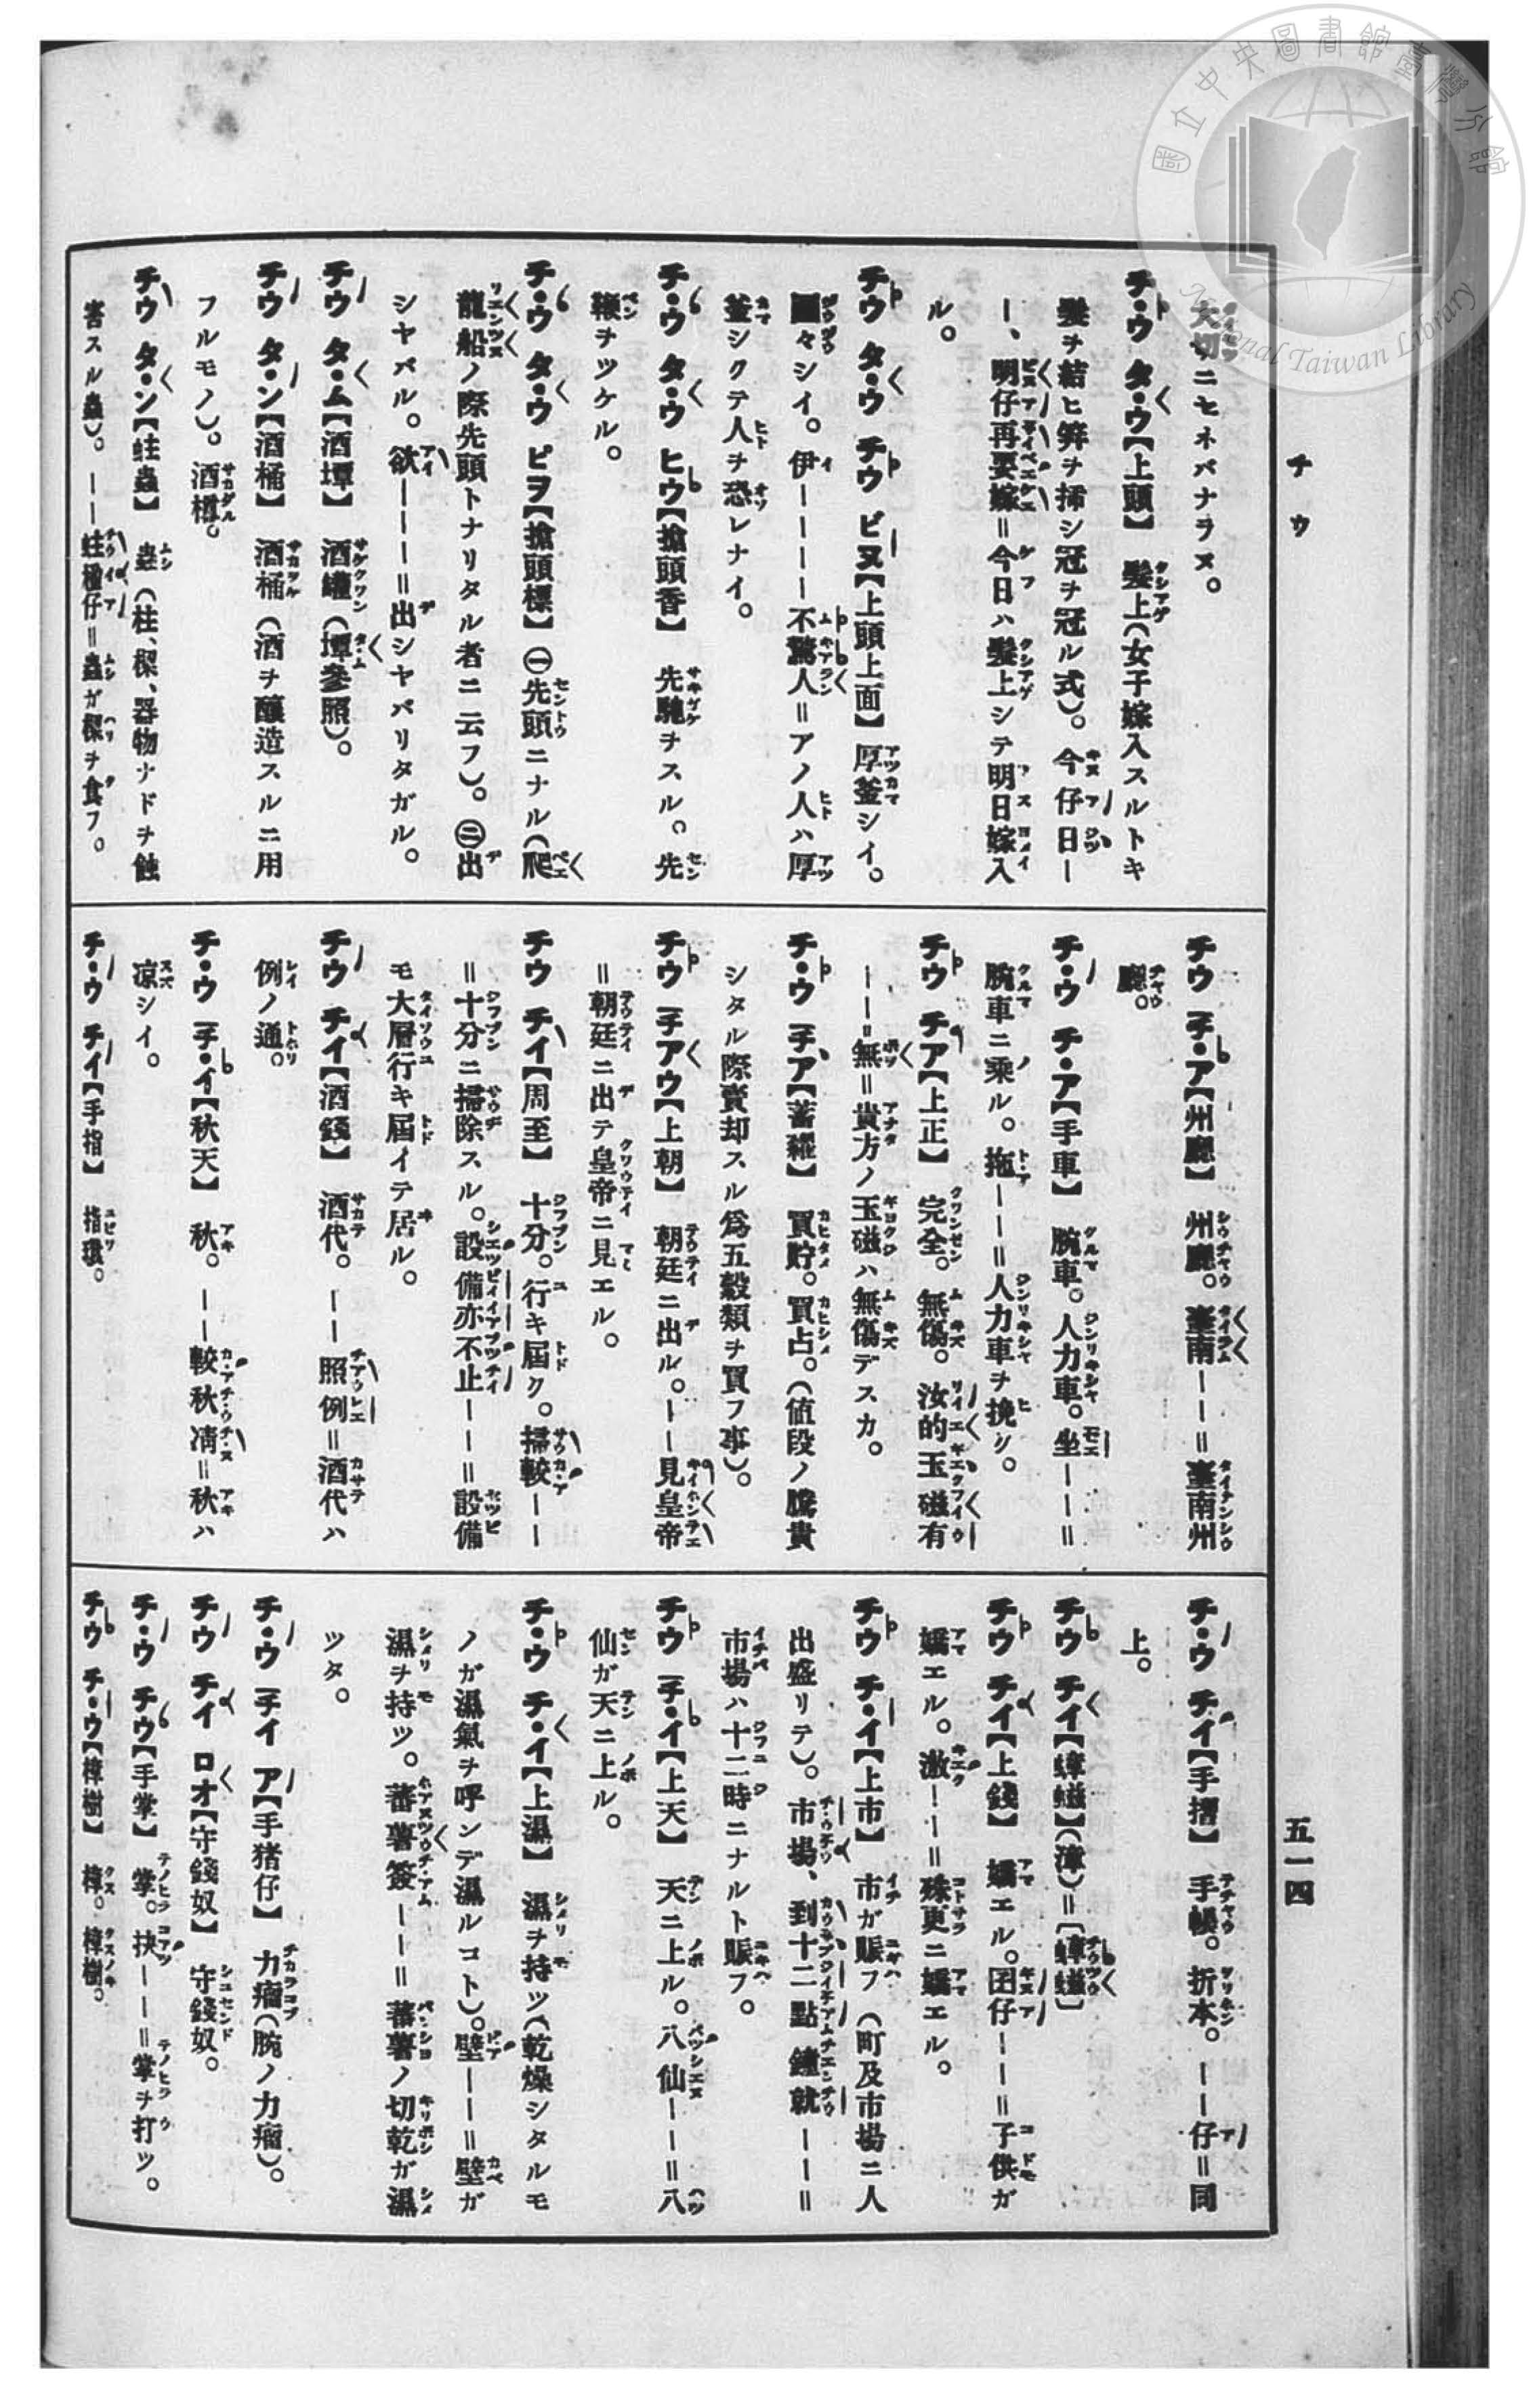 國立中央圖書館臺灣分館
National Taiwan Library
チウ
五一四
大切ニセネバナラヌ。
チ・ウ タ・ウ【上頭】 髮上(女子嫁入スルトキ
髮ヲ結ヒ笄ヲ揷シ冠ヲ冠ル式)。今仔日ー
ー、明仔再要嫁＝今日ハ髮上シテ明日嫁入
ル。
チウ タ・ウ チウ ビヌ【上頭上面】 厚釜シイ。
圖々シイ。伊ーーーー不驚人＝アノ人ハ厚
釜シクテ人ヲ恐レナイ。
チ・ウ タ・ウ ヒウ【搶頭香】 先馳ヲスル。先
鞭ヲツケル。
チ・ウ タ・ウ ピヲ【搶頭標】 ㊀先頭ニナル(爬
龍船ノ際先頭トナリタル者ニ云フ)。㊁出
シヤバル。欲ーーー＝出シヤバリタガル。
チウ タ・ム【酒墰】 酒罐(墰參照)。
チウ タ・ン【酒桶】 酒桶(酒ヲ釀造スルニ用
フルモノ)。酒樽。
チウ タ・ン【蛀蟲】 蟲(柱、樑、器物ナドヲ蝕
害スル蟲)。ーー蛀楹仔＝蟲ガ樑ヲ食フ。
チウ チ・ア【州廳】 州廳。臺南ーー＝臺南州
廳。
チ・ウ チ・ア【手車】 腕車。人力車。坐ーー＝
腕車ニ乘ル。拖ーー＝人力車ヲ挽ク。
チウ チア【上正】 完全。無傷。汝的玉磁有
ーー無＝貴方ノ玉磁ハ無傷デスカ。
チ・ウ チ・ア【蓄糴】 買貯。買占。(値段ノ騰貴
シタル際賣却スル爲五穀類ヲ買フ事)。
チウ チアウ【上朝】 朝廷ニ出ル。ーー見皇帝
＝朝廷ニ出テ皇帝ニ見エル。
チウ チイ【周至】 十分。行キ屆ク。掃較ーー
＝十分ニ掃除スル。設備亦不止ーー＝設備
モ大層行キ屆イテ居ル。
チウ チイ【酒錢】 酒代。ーー照例＝酒代ハ
例ノ通。
チ・ウ チ・イ【秋天】 秋。ーー較秋凊＝秋ハ
凉シイ。
チ・ウ チイ【手指】 指環。
チ・ウ チイ【手摺】 手帳。折本。ーー仔＝同
上。
チウ チイ【蟑蠐】(漳)＝〔蟑蠐〕
チウ チイ【上錢】 嬌エル。囝仔ーー＝子供ガ
嬌エル。激ーー＝殊更ニ嬌エル。
チ・ウ チ・イ【上市】 市ガ賑フ(町及市場ニ人
出盛リテ)。市場、到十二點鐘就ーー＝
市場ハ十二時ニナルト賑フ。
チウ チ・イ【上天】 天ニ上ル。八仙ーー＝八
仙ガ天ニ上ル。
チ・ウ チ・イ【上濕】 濕ヲ持ツ(乾燥シタルモ
ノガ濕氣ヲ呼ンデ濕ルコト)。壁ーー＝壁ガ
濕ヲ持ツ。蕃薯簽ーー＝蕃薯ノ切乾ガ濕
ツタ。
チ・ウ チイ ア【手猪仔】 力瘤(腕ノ力瘤)。
チウ チイ ロオ【守錢奴】 守錢奴。
チ・ウ チウ【手掌】 掌。抰ーー＝掌ヲ打ツ。
チウ チ・ウ【樟樹】 樟。樟樹。